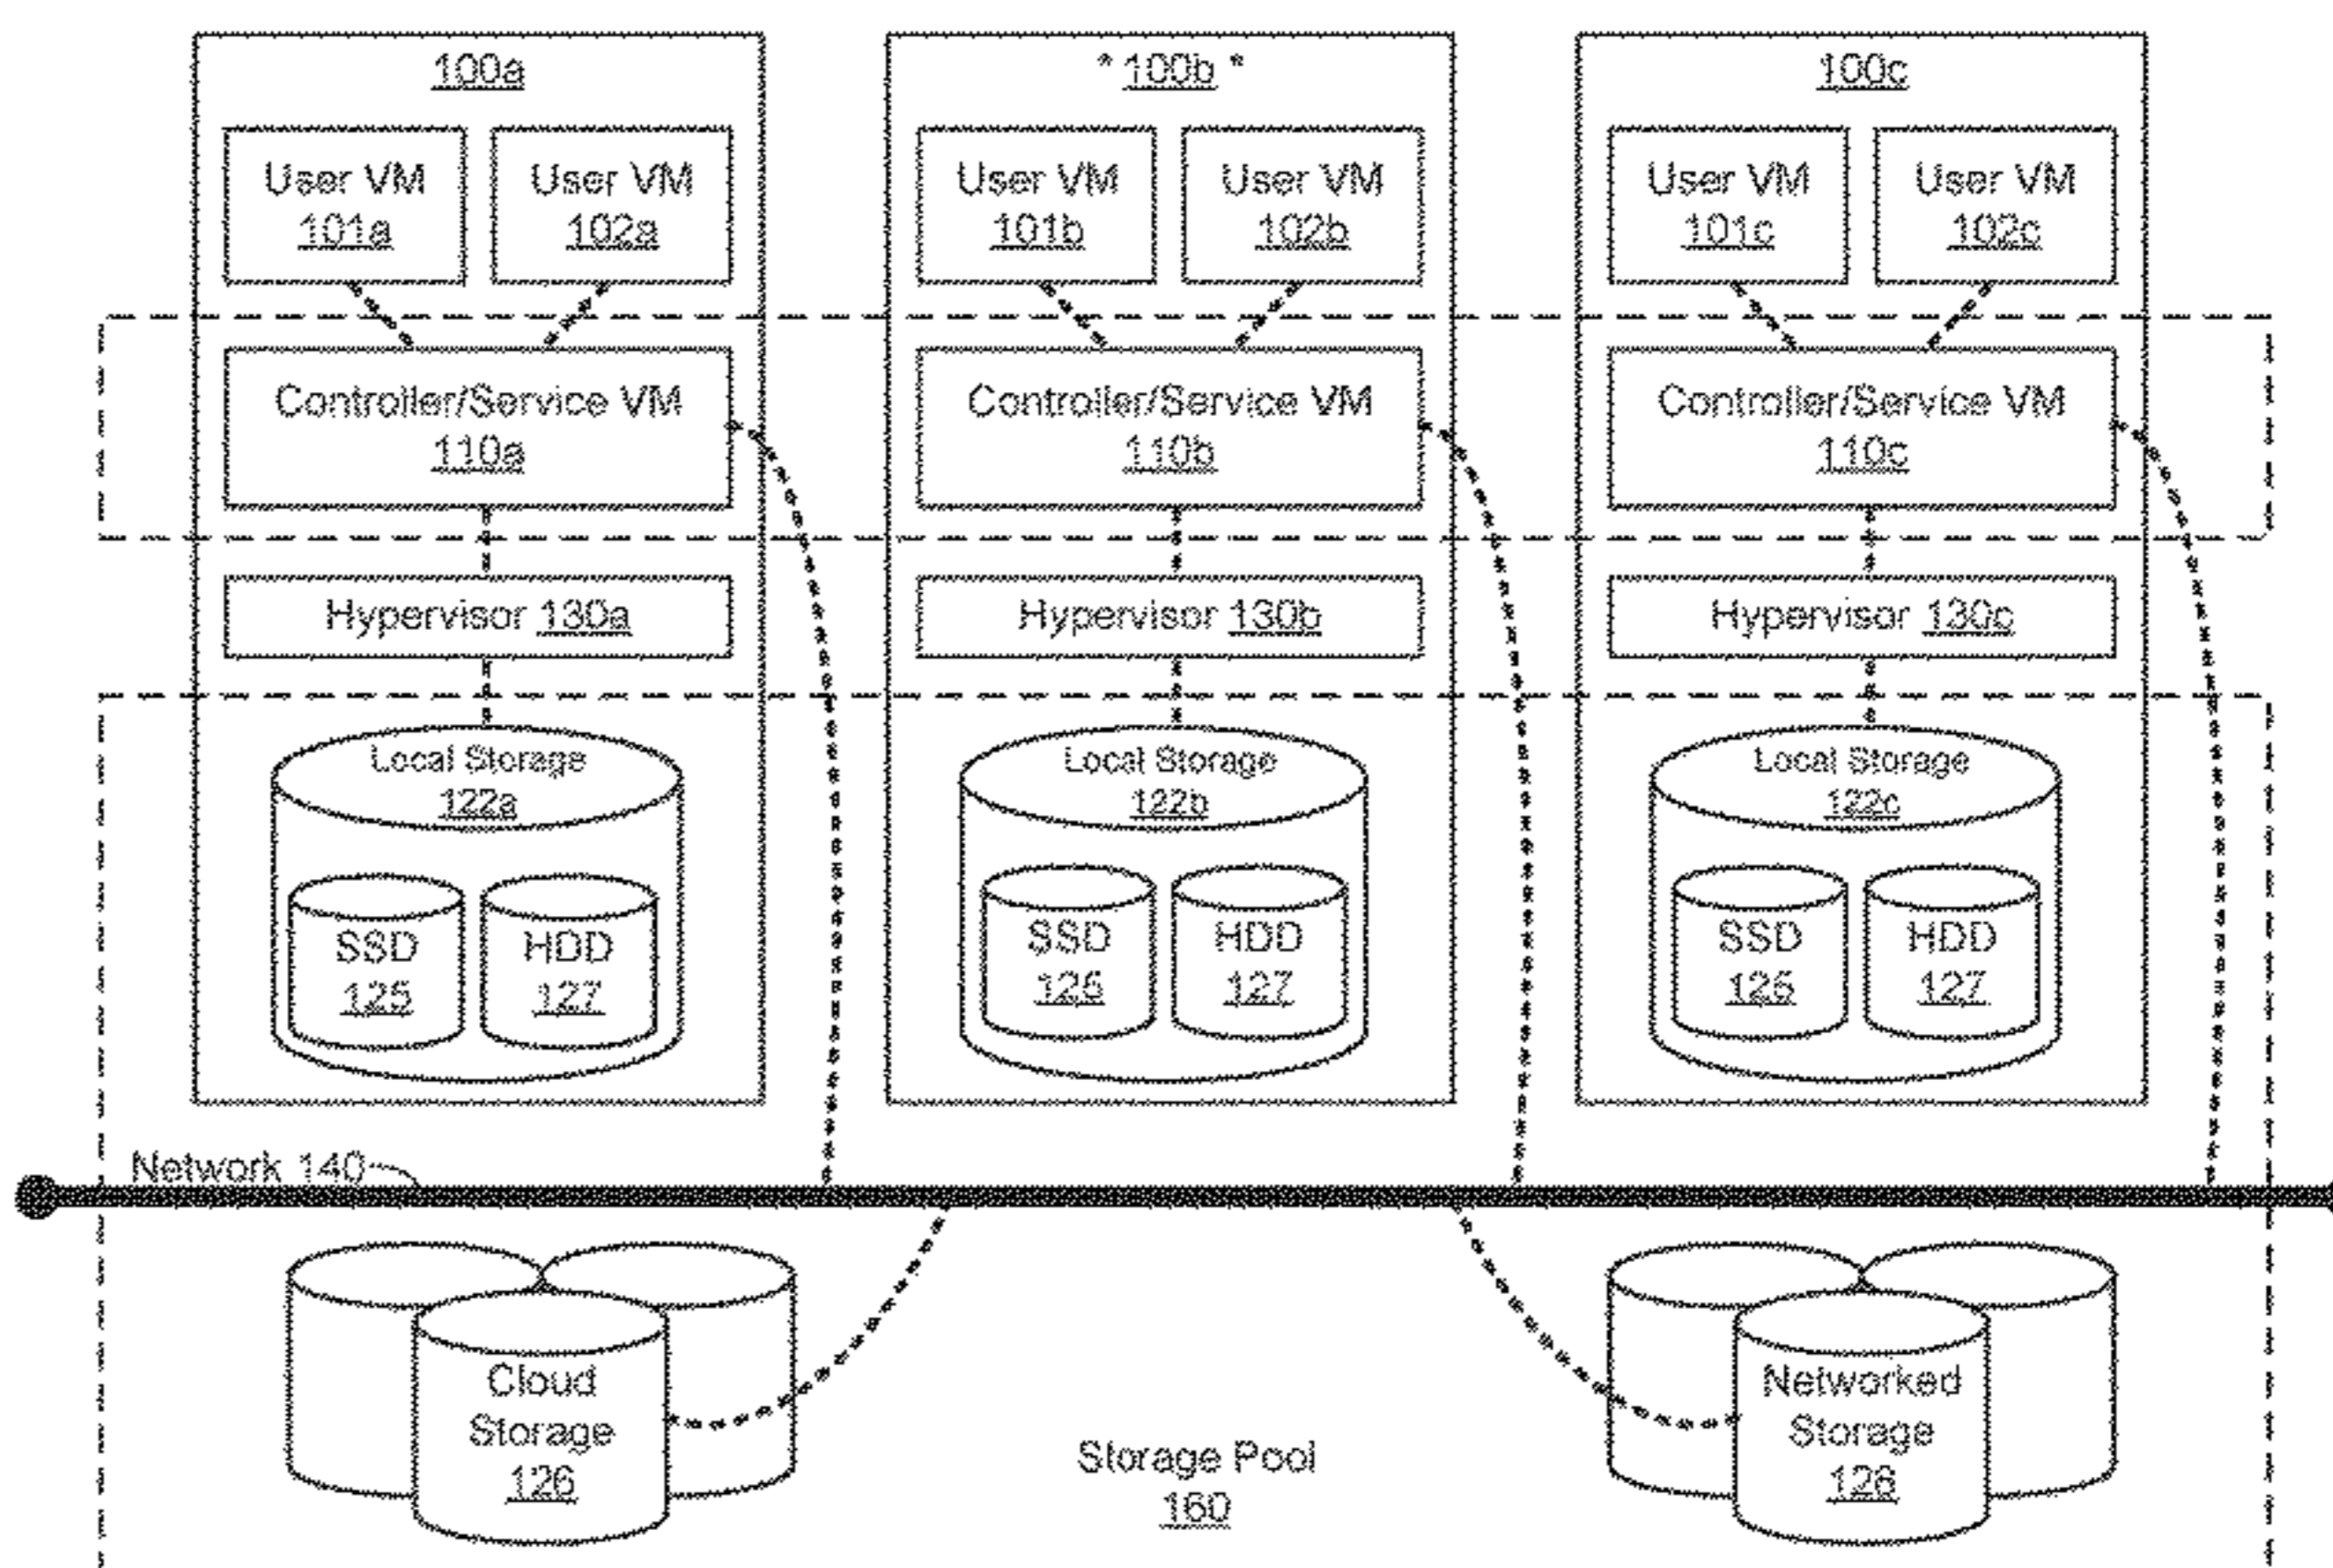 100a
User VM
101a
User VM
102a
Controller/Service VM
110a
Hypervisor 130a
Local Storage
122a
SSD
125
HDD
127
* 100b *
User VM
101b
User VM
102b
Controller/Service VM
110b
Hypervisor 130b
Local Storage
122b
SSD
125
HDD
127
100c
User VM
101c
User VM
102c
Controller/Service VM
110c
Hypervisor 130c
Local Storage
122c
SSD
125
HDD
127
Network 140
Cloud
Storage
126
Storage Pool
160
Networked
Storage
128